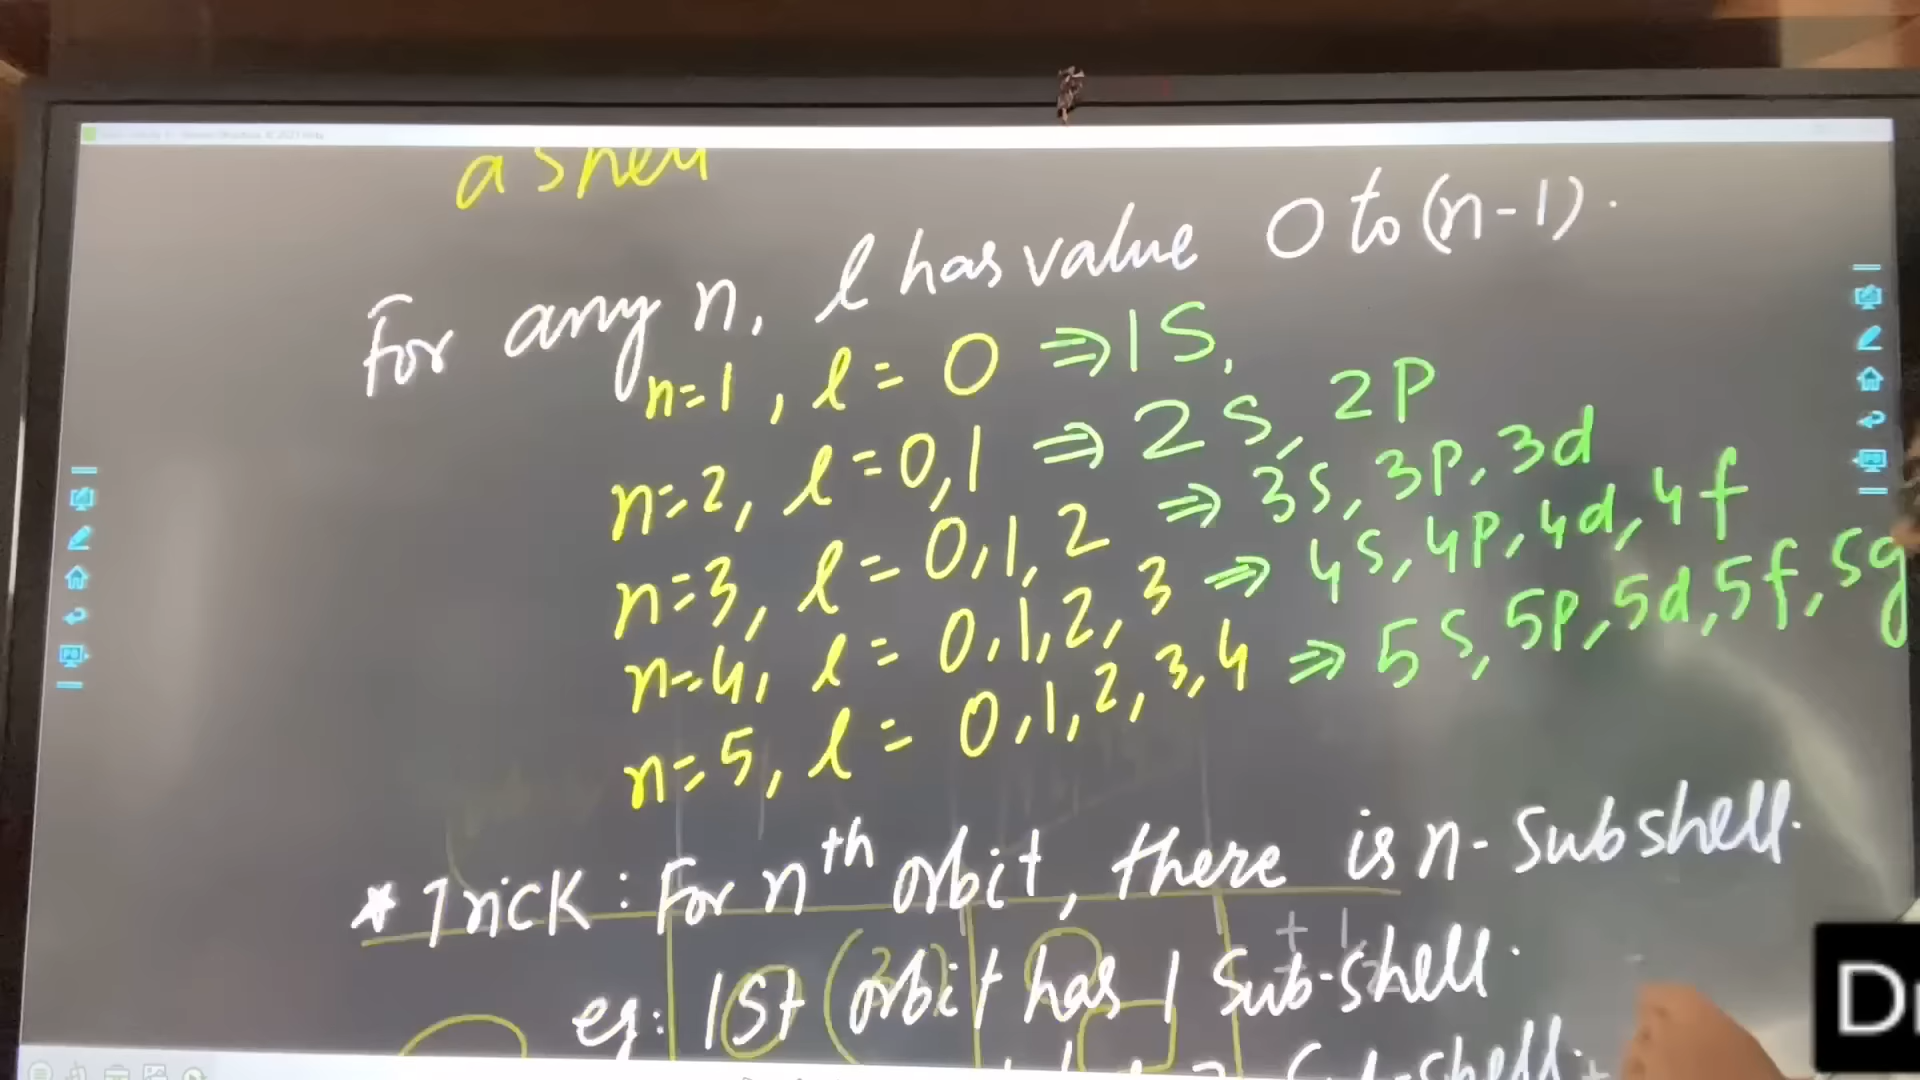 a shell
For any n, l has value 0 to (n-1).
n=1, l = 0 ⇒ 1S,
n=2, l = 0,1 ⇒ 2S, 2P
n=3, l = 0,1,2 ⇒ 3S, 3P, 3d
n=4, l = 0,1,2,3 ⇒ 4S, 4P, 4d, 4f
n=5, l = 0,1,2,3,4 ⇒ 5S, 5P, 5d, 5f, 5g
*Trick: For nth orbit, there is n-Subshell.
eg: 1St orbit has 1 Sub-shell.
Sub-shell.